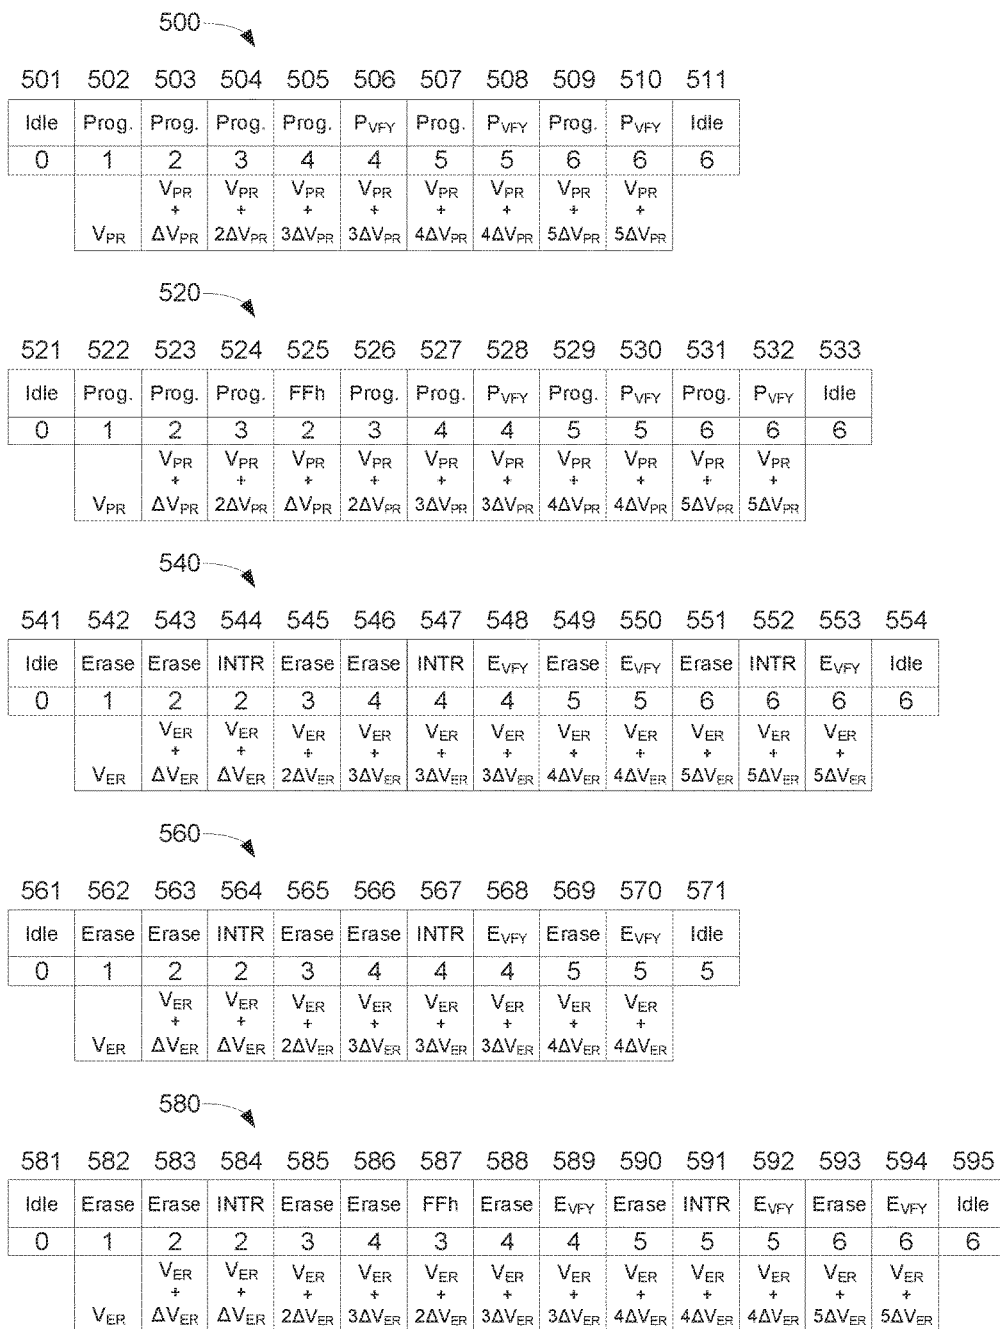 500
501 502 503 504 505 506 507 508 509 510 511
Idle Prog. Prog. Prog. Prog. PVFY Prog. PVFY Prog. PVFY Idle
0 1 2 3 4 4 5 5 6 6 6
VPR VPR VPR VPR VPR VPR VPR VPR
+ + + + + + + +
VPR ΔVPR 2ΔVPR 3ΔVPR 3ΔVPR 4ΔVPR 4ΔVPR 5ΔVPR 5ΔVPR
520
521 522 523 524 525 526 527 528 529 530 531 532 533
Idle Prog. Prog. Prog. FFh Prog. Prog. PVFY Prog. PVFY Prog. PVFY Idle
0 1 2 3 2 3 4 4 5 5 6 6 6
VPR VPR VPR VPR VPR VPR VPR VPR VPR VPR
+ + + + + + + + + +
VPR ΔVPR 2ΔVPR ΔVPR 2ΔVPR 3ΔVPR 3ΔVPR 4ΔVPR 4ΔVPR 5ΔVPR 5ΔVPR
540
541 542 543 544 545 546 547 548 549 550 551 552 553 554
Idle Erase Erase INTR Erase Erase INTR EVFY Erase EVFY Erase INTR EVFY Idle
0 1 2 2 3 4 4 4 5 5 6 6 6 6
VER VER VER VER VER VER VER VER VER VER VER
+ + + + + + + + + + +
VER ΔVER ΔVER 2ΔVER 3ΔVER 3ΔVER 3ΔVER 4ΔVER 4ΔVER 5ΔVER 5ΔVER 5ΔVER
560
561 562 563 564 565 566 567 568 569 570 571
Idle Erase Erase INTR Erase Erase INTR EVFY Erase EVFY Idle
0 1 2 2 3 4 4 4 5 5 5
VER VER VER VER VER VER VER VER
+ + + + + + + +
VER ΔVER ΔVER 2ΔVER 3ΔVER 3ΔVER 3ΔVER 4ΔVER 4ΔVER
580
581 582 583 584 585 586 587 588 589 590 591 592 593 594 595
Idle Erase Erase INTR Erase Erase FFh Erase EVFY Erase INTR EVFY Erase EVFY Idle
0 1 2 2 3 4 3 4 4 5 5 5 6 6 6
VER VER VER VER VER VER VER VER VER VER VER VER
+ + + + + + + + + + + +
VER ΔVER ΔVER 2ΔVER 3ΔVER 2ΔVER 3ΔVER 3ΔVER 4ΔVER 4ΔVER 4ΔVER 5ΔVER 5ΔVER